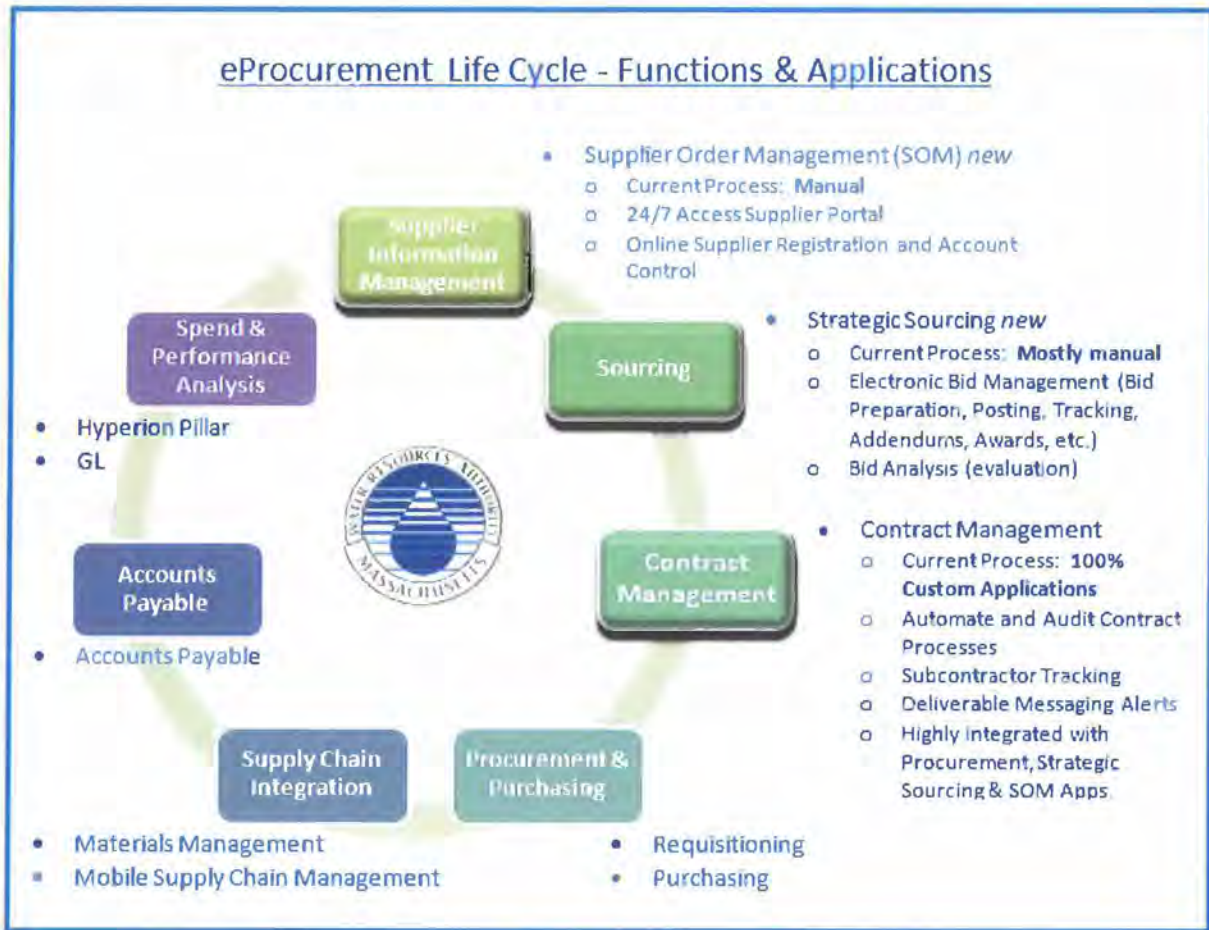 eProcurement Life Cycle - Functions & Applications
• Supplier Order Management (SOM) new
o Current Process: Manual
o 24/7 Access Supplier Portal
o Online Supplier Registration and Account
Control
Supplier
Information
Management
• Strategic Sourcing new
o Current Process: Mostly manual
o Electronic Bid Management (Bid
Preparation, Posting, Tracking,
Addendums, Awards, etc.)
o Bid Analysis (evaluation)
Sourcing
• Contract Management
o Current Process: 100%
Custom Applications
o Automate and Audit Contract
Processes
o Subcontractor Tracking
o Deliverable Messaging Alerts
o Highly integrated with
Procurement, Strategic
Sourcing & SOM Apps
Contract
Management
Procurement &
Purchasing
• Requisitioning
• Purchasing
Supply Chain
Integration
• Materials Management
• Mobile Supply Chain Management
Accounts
Payable
• Accounts Payable
Spend &
Performance
Analysis
• Hyperion Pillar
• GL
WATER RESOURCES AUTHORITY
MASSACHUSETTS